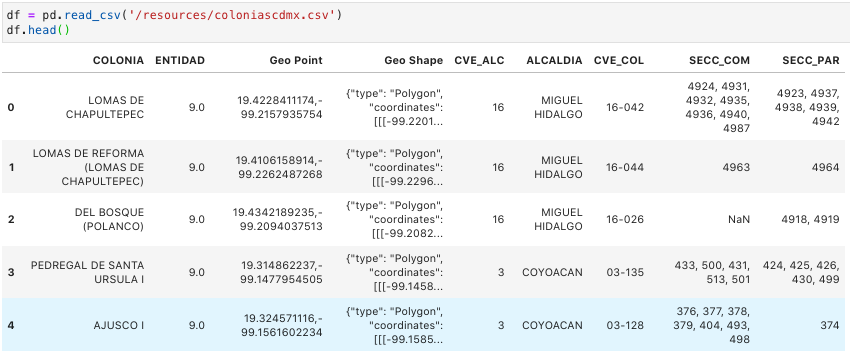 df = pd.read_csv('/resources/coloniascdmx.csv')
df.head()
COLONIA ENTIDAD Geo Point Geo Shape CVE_ALC ALCALDIA CVE_COL SECC_COM SECC_PAR
0 LOMAS DE CHAPULTEPEC 9.0 19.4228411174,-99.2157935754 {"type": "Polygon", "coordinates": [[[-99.2201... 16 MIGUEL HIDALGO 16-042 4924, 4931, 4932, 4935, 4936, 4940, 4987 4923, 4937, 4938, 4939, 4942
1 LOMAS DE REFORMA (LOMAS DE CHAPULTEPEC) 9.0 19.4106158914,-99.2262487268 {"type": "Polygon", "coordinates": [[[-99.2296... 16 MIGUEL HIDALGO 16-044 4963 4964
2 DEL BOSQUE (POLANCO) 9.0 19.4342189235,-99.2094037513 {"type": "Polygon", "coordinates": [[[-99.2082... 16 MIGUEL HIDALGO 16-026 NaN 4918, 4919
3 PEDREGAL DE SANTA URSULA I 9.0 19.314862237,-99.1477954505 {"type": "Polygon", "coordinates": [[[-99.1458... 3 COYOACAN 03-135 433, 500, 431, 513, 501 424, 425, 426, 430, 499
4 AJUSCO I 9.0 19.324571116,-99.1561602234 {"type": "Polygon", "coordinates": [[[-99.1585... 3 COYOACAN 03-128 376, 377, 378, 379, 404, 493, 498 374